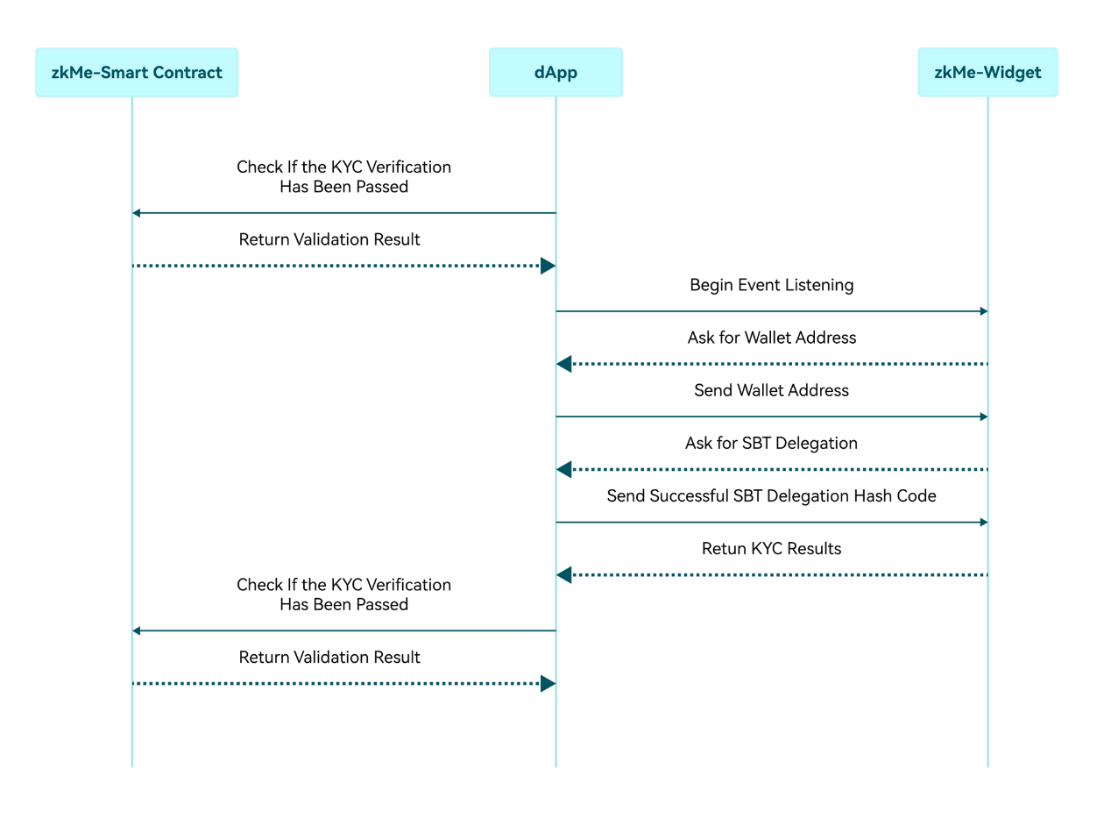 zkMe-Smart Contract
dApp
zkMe-Widget
Check If the KYC Verification
Has Been Passed
Return Validation Result
Begin Event Listening
Ask for Wallet Address
Send Wallet Address
Ask for SBT Delegation
Send Successful SBT Delegation Hash Code
Retun KYC Results
Check If the KYC Verification
Has Been Passed
Return Validation Result